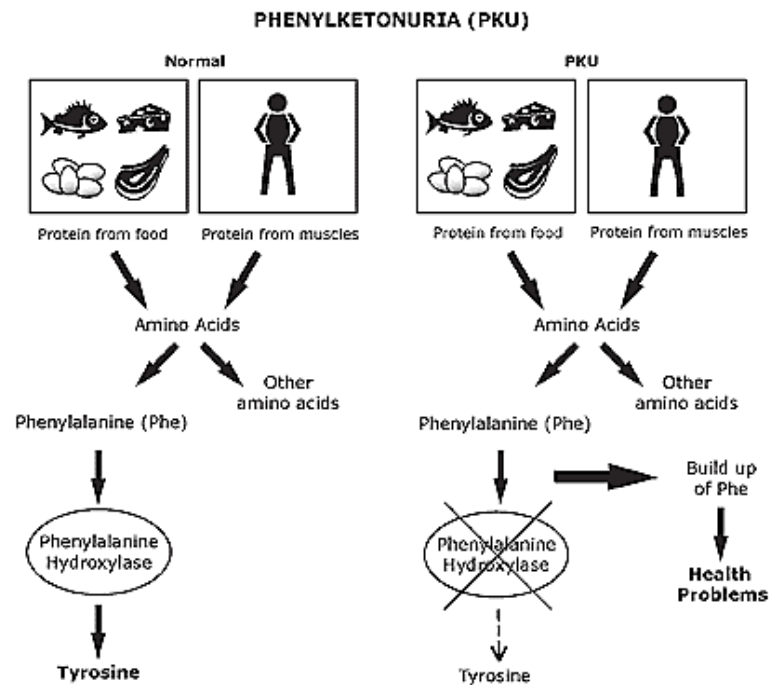 PHENYLKETONURIA (PKU)
Normal
Protein from food
Protein from muscles
Amino Acids
Other
amino acids
Phenylalanine (Phe)
Phenylalanine
Hydroxylase
Tyrosine
PKU
Protein from food
Protein from muscles
Amino Acids
Other
amino acids
Phenylalanine (Phe)
Build up
of Phe
Phenylalanine
Hydroxylase
Health
Problems
Tyrosine